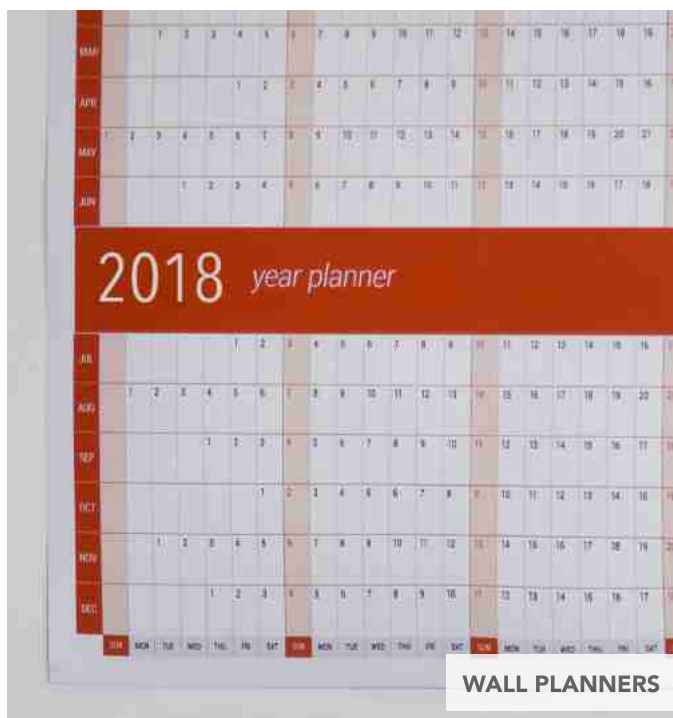 MAR 1 2 3 4 5 6 7 8 9 10 11 12 13 14 15 16 17 18 19
APR 1 2 3 4 5 6 7 8 9 10 11 12 13 14 15 16
MAY 1 2 3 4 5 6 7 8 9 10 11 12 13 14 15 16 17 18 19 20 21
JUN 1 2 3 4 5 6 7 8 9 10 11 12 13 14 15 16 17 18
2018 year planner
JUL 1 2 3 4 5 6 7 8 9 10 11 12 13 14 15 16
AUG 1 2 3 4 5 6 7 8 9 10 11 12 13 14 15 16 17 18 19 20
SEP 1 2 3 4 5 6 7 8 9 10 11 12 13 14 15 16 17
OCT 1 2 3 4 5 6 7 8 9 10 11 12 13 14 15
NOV 1 2 3 4 5 6 7 8 9 10 11 12 13 14 15 16 17 18 19
DEC 1 2 3 4 5 6 7 8 9 10 11 12 13 14 15 16 17
SUN MON TUE WED THU FRI SAT SUN MON TUE WED THU FRI SAT SUN MON TUE WED THU FRI SAT
WALL PLANNERS